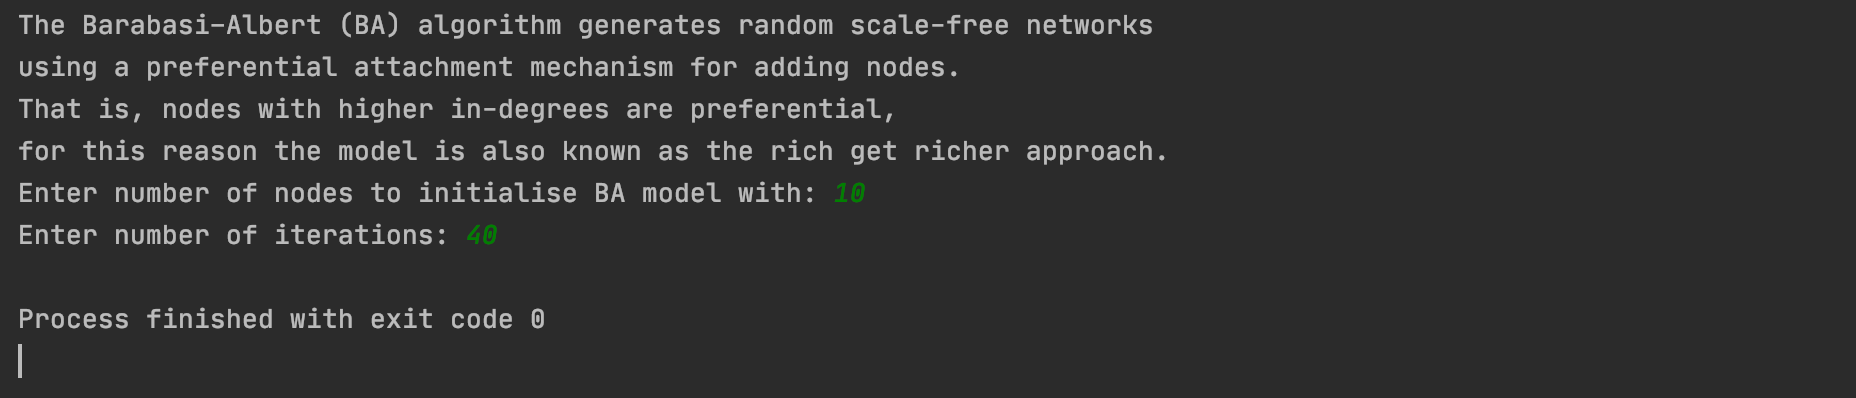 The Barabasi-Albert (BA) algorithm generates random scale-free networks
using a preferential attachment mechanism for adding nodes.
That is, nodes with higher in-degrees are preferential,
for this reason the model is also known as the rich get richer approach.
Enter number of nodes to initialise BA model with: 10
Enter number of iterations: 40
Process finished with exit code 0